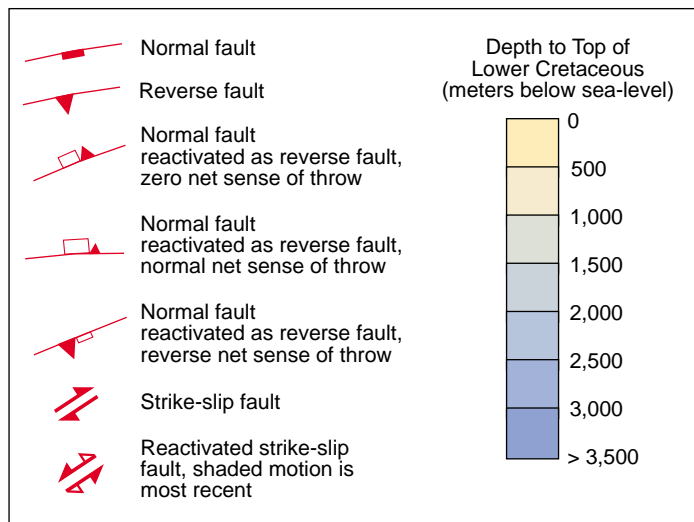 Normal fault
Reverse fault
Normal fault
reactivated as reverse fault,
zero net sense of throw
Normal fault
reactivated as reverse fault,
normal net sense of throw
Normal fault
reactivated as reverse fault,
reverse net sense of throw
Strike-slip fault
Reactivated strike-slip
fault, shaded motion is
most recent
Depth to Top of
Lower Cretaceous
(meters below sea-level)
0
500
1,000
1,500
2,000
2,500
3,000
> 3,500